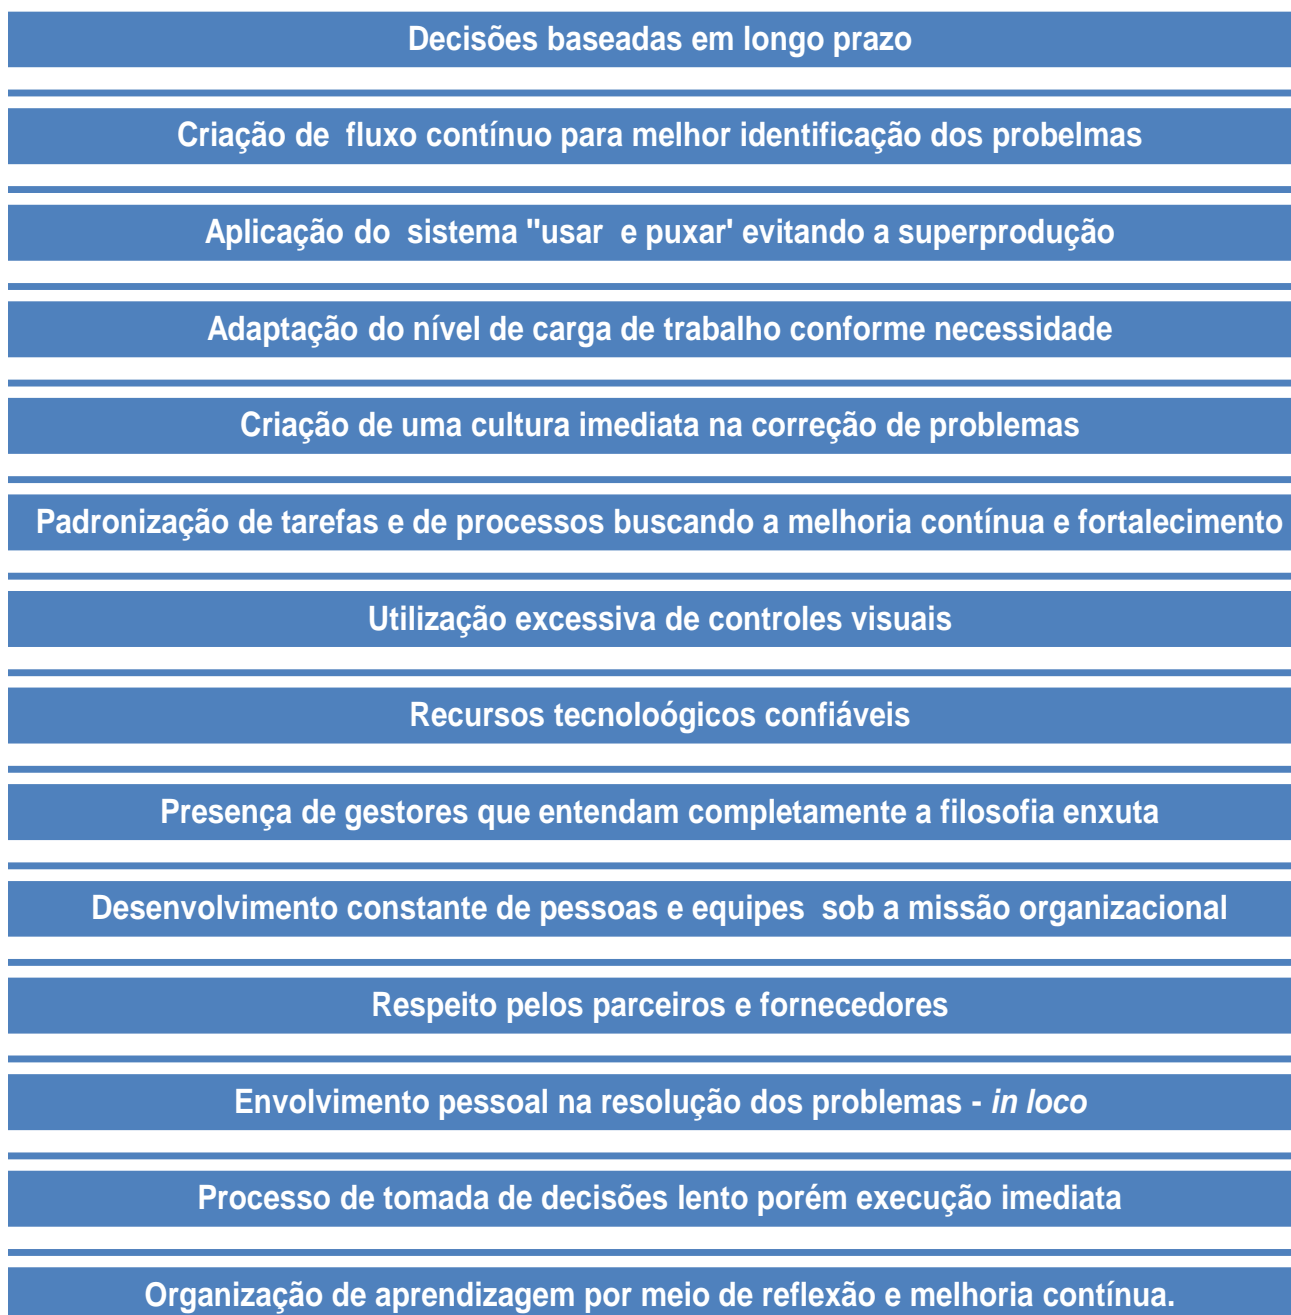 Decisões baseadas em longo prazo
Criação de  fluxo contínuo para melhor identificação dos probelmas
Aplicação do  sistema "usar  e puxar' evitando a superprodução
Adaptação do nível de carga de trabalho conforme necessidade
Criação de uma cultura imediata na correção de problemas
Padronização de tarefas e de processos buscando a melhoria contínua e fortalecimento
Utilização excessiva de controles visuais
Recursos tecnoloógicos confiáveis
Presença de gestores que entendam completamente a filosofia enxuta
Desenvolvimento constante de pessoas e equipes  sob a missão organizacional
Respeito pelos parceiros e fornecedores
Envolvimento pessoal na resolução dos problemas - in loco
Processo de tomada de decisões lento porém execução imediata
Organização de aprendizagem por meio de reflexão e melhoria contínua.